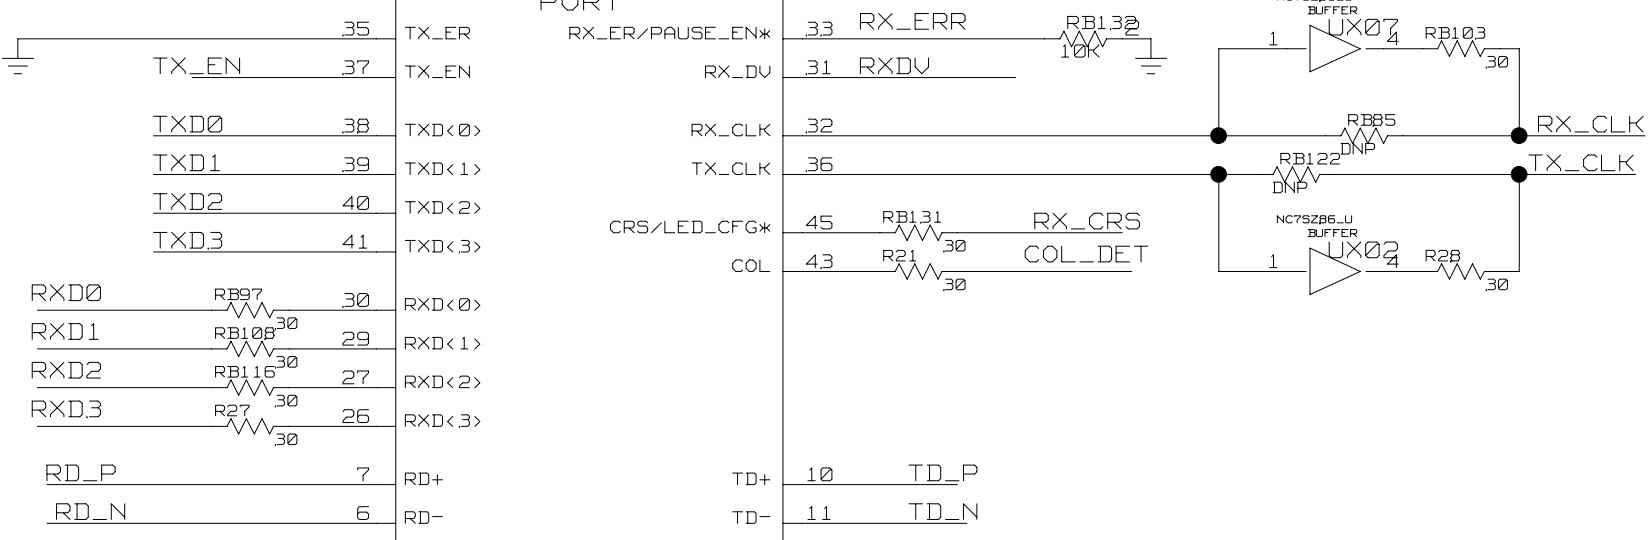 PORT
BUFFER
UX07
1
4
RB103
30
35
TX_ER
RX_ER/PAUSE_EN*
33
RX_ERR
RB132
2
10K
TX_EN
37
TX_EN
RX_DV
31
RXDV
TXD0
38
TXD<0>
RX_CLK
32
RB85
DNP
RX_CLK
TXD1
39
TXD<1>
TX_CLK
36
RB122
DNP
TX_CLK
TXD2
40
TXD<2>
CRS/LED_CFG*
45
RB131
30
RX_CRS
NC7SZ86_U
BUFFER
UX02
1
4
R28
30
TXD3
41
TXD<3>
COL
43
R21
30
COL_DET
RXD0
RB97
30
30
RXD<0>
RXD1
RB108
30
29
RXD<1>
RXD2
RB116
30
27
RXD<2>
RXD3
R27
30
26
RXD<3>
RD_P
7
RD+
TD+
10
TD_P
RD_N
6
RD-
TD-
11
TD_N